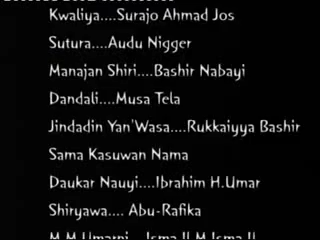 Kwaliya....Surajo Ahmad Jos
Sutura....Audu Nigger
Manajan Shiri....Bashir Nabayi
Dandali....Musa Tela
Jindadin Yan'Wasa....Rukkaiyya Bashir
Sama Kasuwan Nama
Daukar Nauyi....Ibrahim H.Umar
Shiryawa.... Abu-Rafika